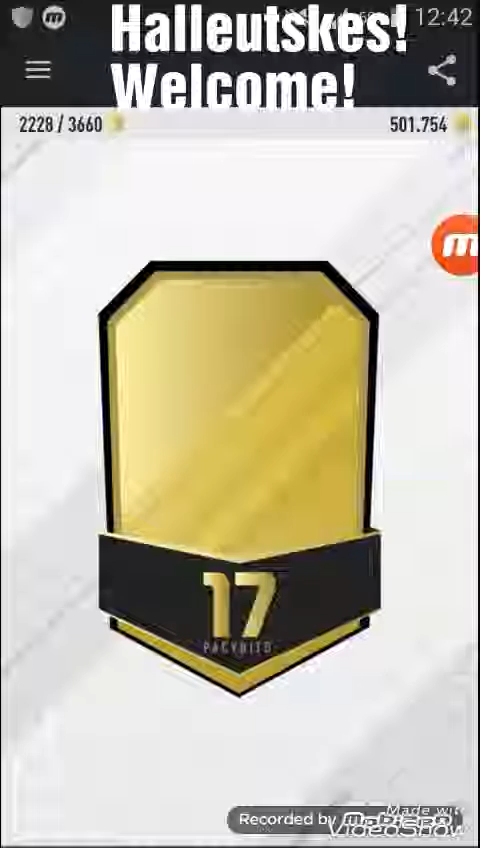 12:42
Halleutskes!
Welcome!
2228 / 3660
501.754
17
PACYBITS
Recorded by
Made with
VideoShow